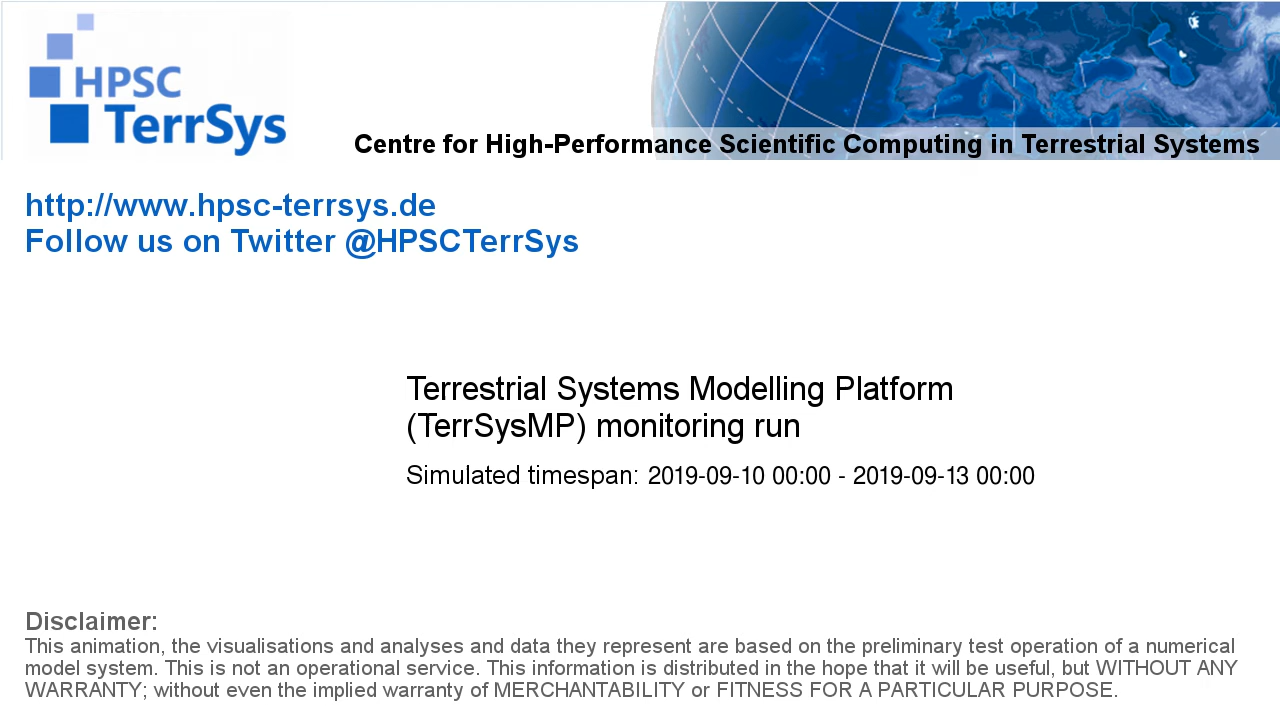 HPSC
TerrSys
Centre for High-Performance Scientific Computing in Terrestrial Systems
http://www.hpsc-terrsys.de
Follow us on Twitter @HPSCTerrSys
Terrestrial Systems Modelling Platform
(TerrSysMP) monitoring run
Simulated timespan: 2019-09-10 00:00 - 2019-09-13 00:00
Disclaimer:
This animation, the visualisations and analyses and data they represent are based on the preliminary test operation of a numerical
model system. This is not an operational service. This information is distributed in the hope that it will be useful, but WITHOUT ANY
WARRANTY; without even the implied warranty of MERCHANTABILITY or FITNESS FOR A PARTICULAR PURPOSE.